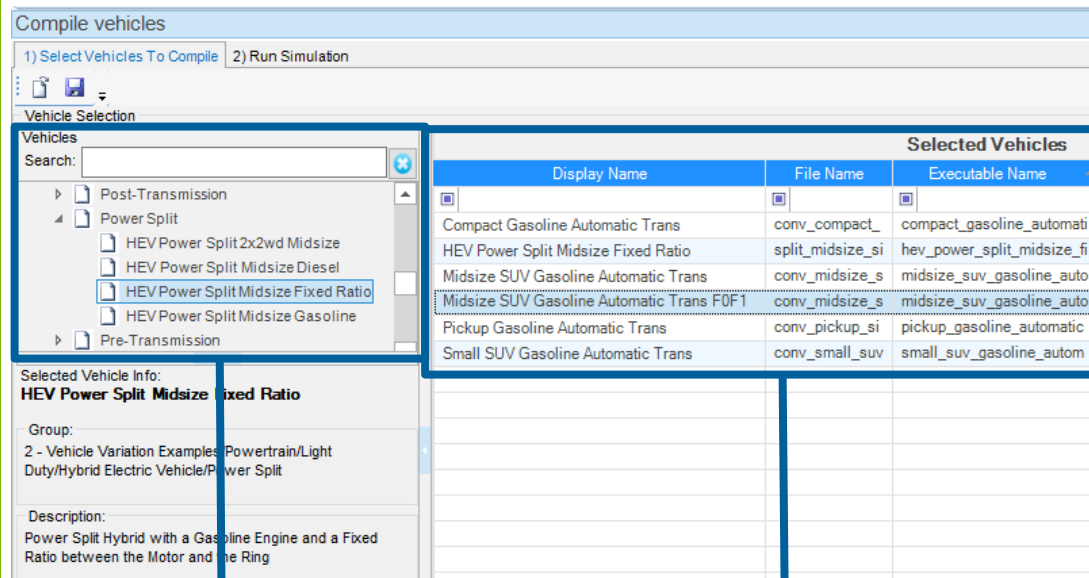 Compile vehicles
1) Select Vehicles To Compile 2) Run Simulation
Vehicle Selection
Vehicles
Search:
Post-Transmission
Power Split
HEV Power Split 2x2wd Midsize
HEV Power Split Midsize Diesel
HEV Power Split Midsize Fixed Ratio
HEV Power Split Midsize Gasoline
Pre-Transmission
Selected Vehicle Info:
HEV Power Split Midsize Fixed Ratio
Group:
2 - Vehicle Variation Examples/Powertrain/Light
Duty/Hybrid Electric Vehicle/Power Split
Description:
Power Split Hybrid with a Gasoline Engine and a Fixed
Ratio between the Motor and the Ring
Selected Vehicles
Display Name File Name Executable Name
Compact Gasoline Automatic Trans conv_compact_ compact_gasoline_automati
HEV Power Split Midsize Fixed Ratio split_midsize_si hev_power_split_midsize_fi
Midsize SUV Gasoline Automatic Trans conv_midsize_s midsize_suv_gasoline_auto
Midsize SUV Gasoline Automatic Trans F0F1 conv_midsize_s midsize_suv_gasoline_auto
Pickup Gasoline Automatic Trans conv_pickup_si pickup_gasoline_automatic
Small SUV Gasoline Automatic Trans conv_small_suv small_suv_gasoline_autom